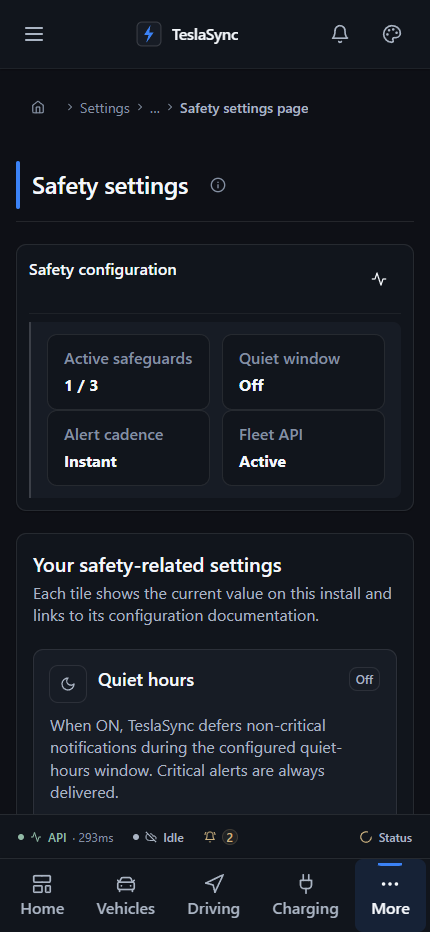 TeslaSync
Settings > ... > Safety settings page
Safety settings
Safety configuration
Active safeguards
1 / 3
Quiet window
Off
Alert cadence
Instant
Fleet API
Active
Your safety-related settings
Each tile shows the current value on this install and
links to its configuration documentation.
Quiet hours
Off
When ON, TeslaSync defers non-critical
notifications during the configured quiet-
hours window. Critical alerts are always
delivered.
API · 293ms
Idle
2
Status
Home
Vehicles
Driving
Charging
More